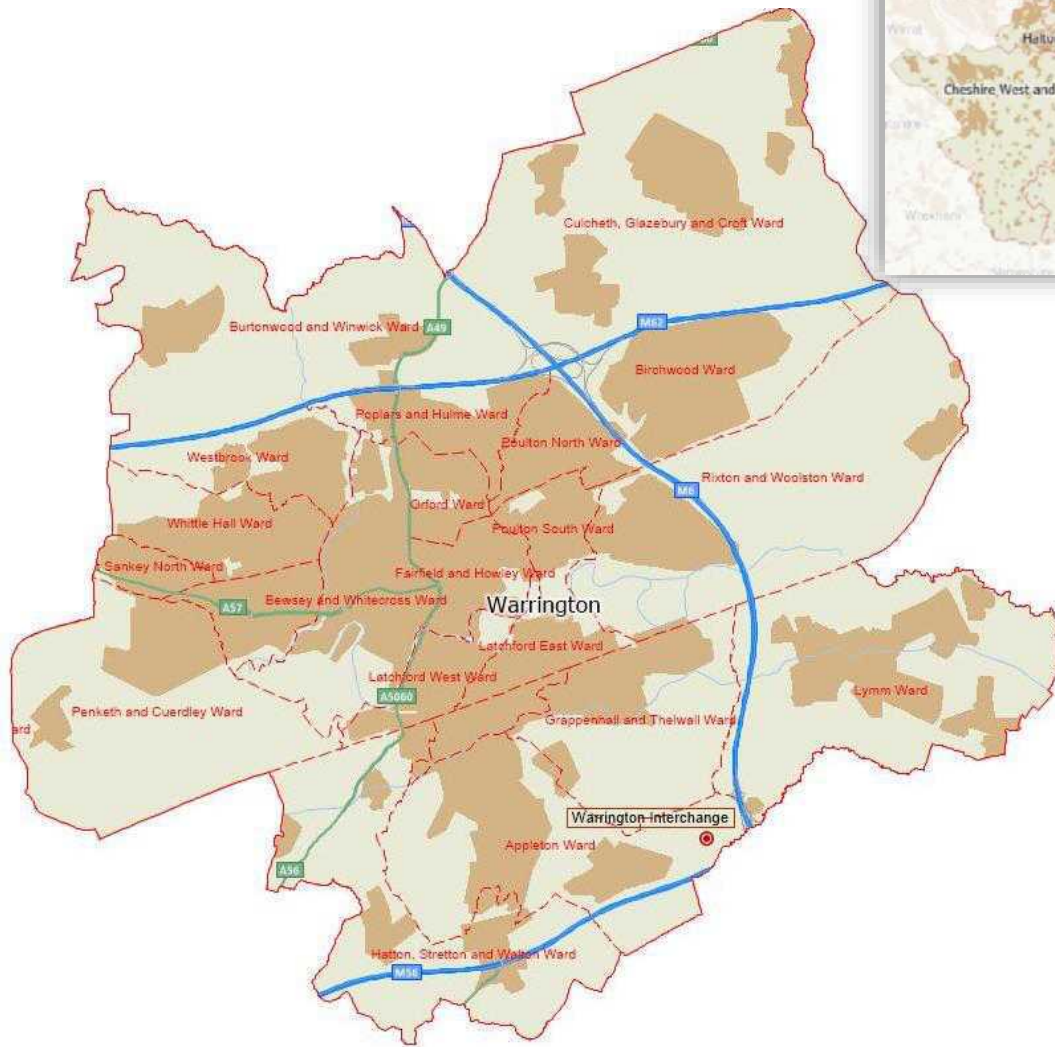 Wirral
Cheshire West and
Wrexham
Culcheth, Glazebury and Croft Ward
Burtonwood and Winwick Ward
A49
M62
Birchwood Ward
Poplars and Hulme Ward
Poulton North Ward
Westbrook Ward
Rixton and Woolston Ward
M6
Orford Ward
Whittle Hall Ward
Poulton South Ward
Sankey North Ward
Fairfield and Howley Ward
Bewsey and Whitecross Ward
A57
Warrington
Latchford East Ward
Latchford West Ward
A5060
Lymm Ward
Penketh and Cuerdley Ward
Grappenhall and Thelwall Ward
ard
Warrington Interchange
Appleton Ward
A56
Hatton, Stretton and Walton Ward
M56